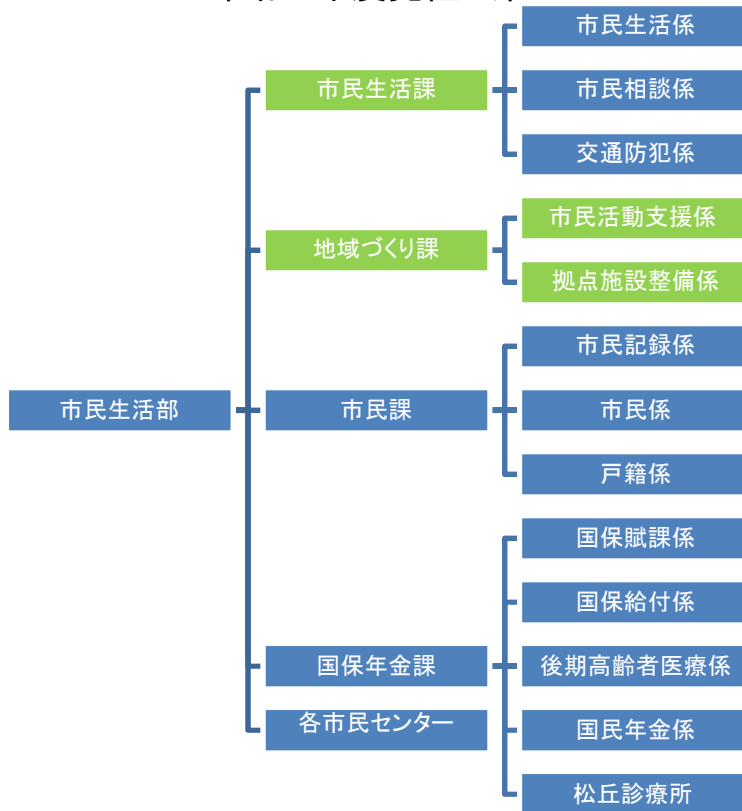 市民生活部
市民生活課
市民生活係
市民相談係
交通防犯係
地域づくり課
市民活動支援係
拠点施設整備係
市民課
市民記録係
市民係
戸籍係
国保年金課
国保賦課係
国保給付係
後期高齢者医療係
国民年金係
松丘診療所
各市民センター